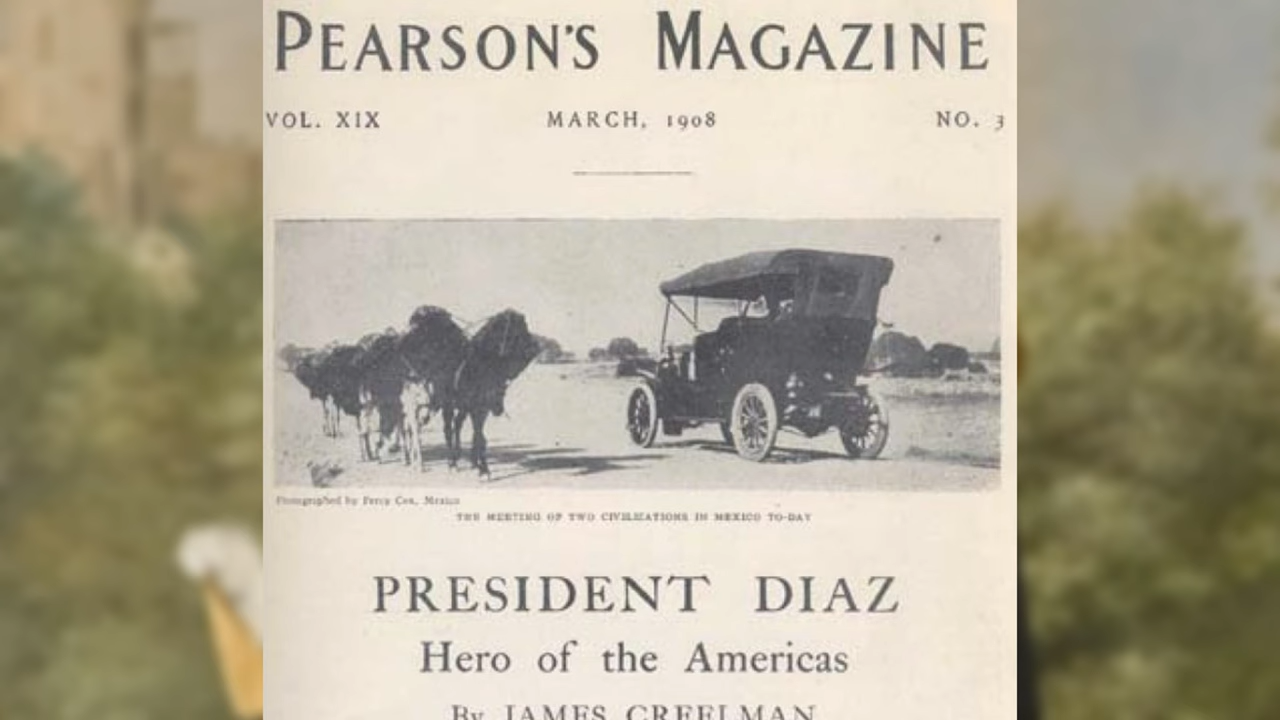 PEARSON'S MAGAZINE
VOL. XIX MARCH, 1908 NO. 3
Photographed by Percy Cox, Mexico
THE MEETING OF TWO CIVILIZATIONS IN MEXICO TO-DAY
PRESIDENT DIAZ
Hero of the Americas
By JAMES CREELMAN